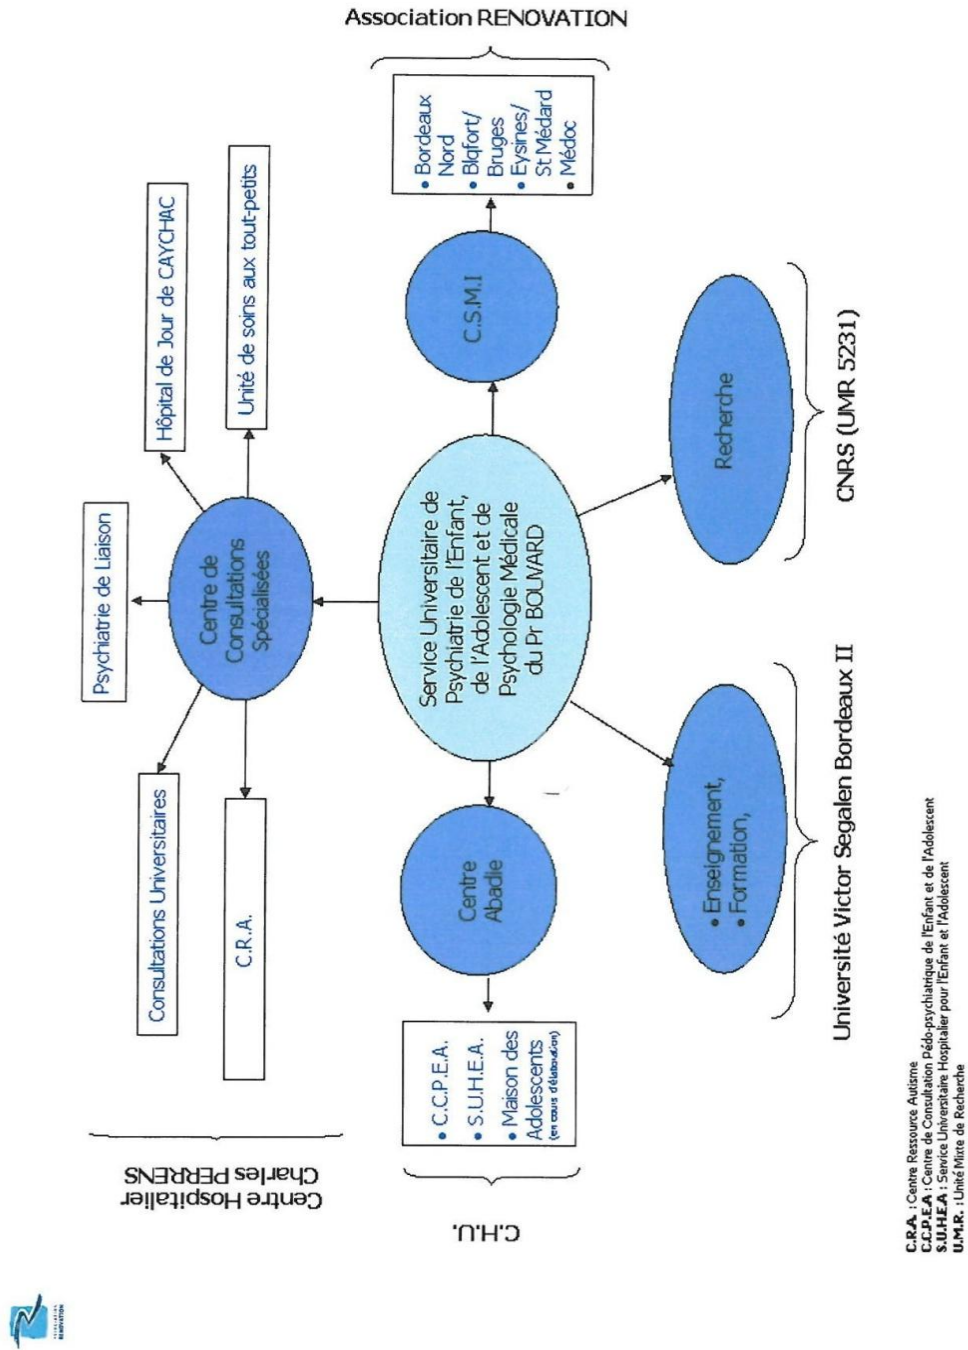 ASSOCIATION
RENOVATION
Centre Hospitalier
Charles PERRENS
Consultations Universitaires
Psychiatrie de Liaison
Hôpital de Jour de CAYCHAC
C.R.A.
Centre de
Consultations
Spécialisées
Unité de soins aux tout-petits
C.H.U.
• C.C.P.E.A.
• S.U.H.E.A.
• Maison des
Adolescents
(en cours d'élaboration)
Centre
Abadie
Service Universitaire de
Psychiatrie de l'Enfant,
de l'Adolescent et de
Psychologie Médicale
du Pr BOUVARD
C.S.M.I
• Bordeaux
Nord
• Blqfort/
Bruges
• Eysines/
St Médard
• Médoc
Association RENOVATION
• Enseignement,
• Formation,
Recherche
Université Victor Segalen Bordeaux II
CNRS (UMR 5231)
C.R.A. : Centre Ressource Autisme
C.C.P.E.A : Centre de Consultation Pédo-psychiatrique de l'Enfant et de l'Adolescent
S.U.H.E.A : Service Universitaire Hospitalier pour l'Enfant et l'Adolescent
U.M.R. : Unité Mixte de Recherche